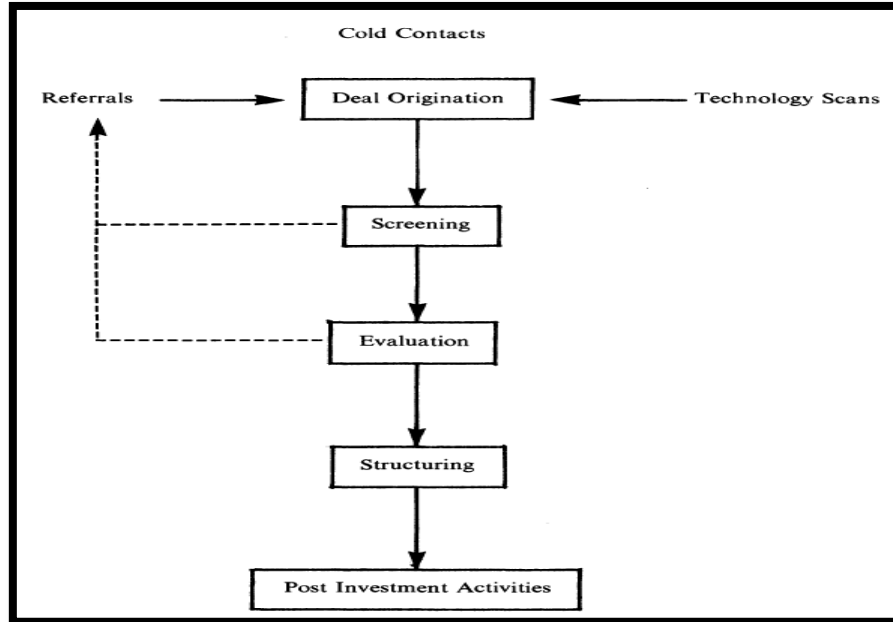 Cold Contacts
Referrals
Deal Origination
Technology Scans
Screening
Evaluation
Structuring
Post Investment Activities